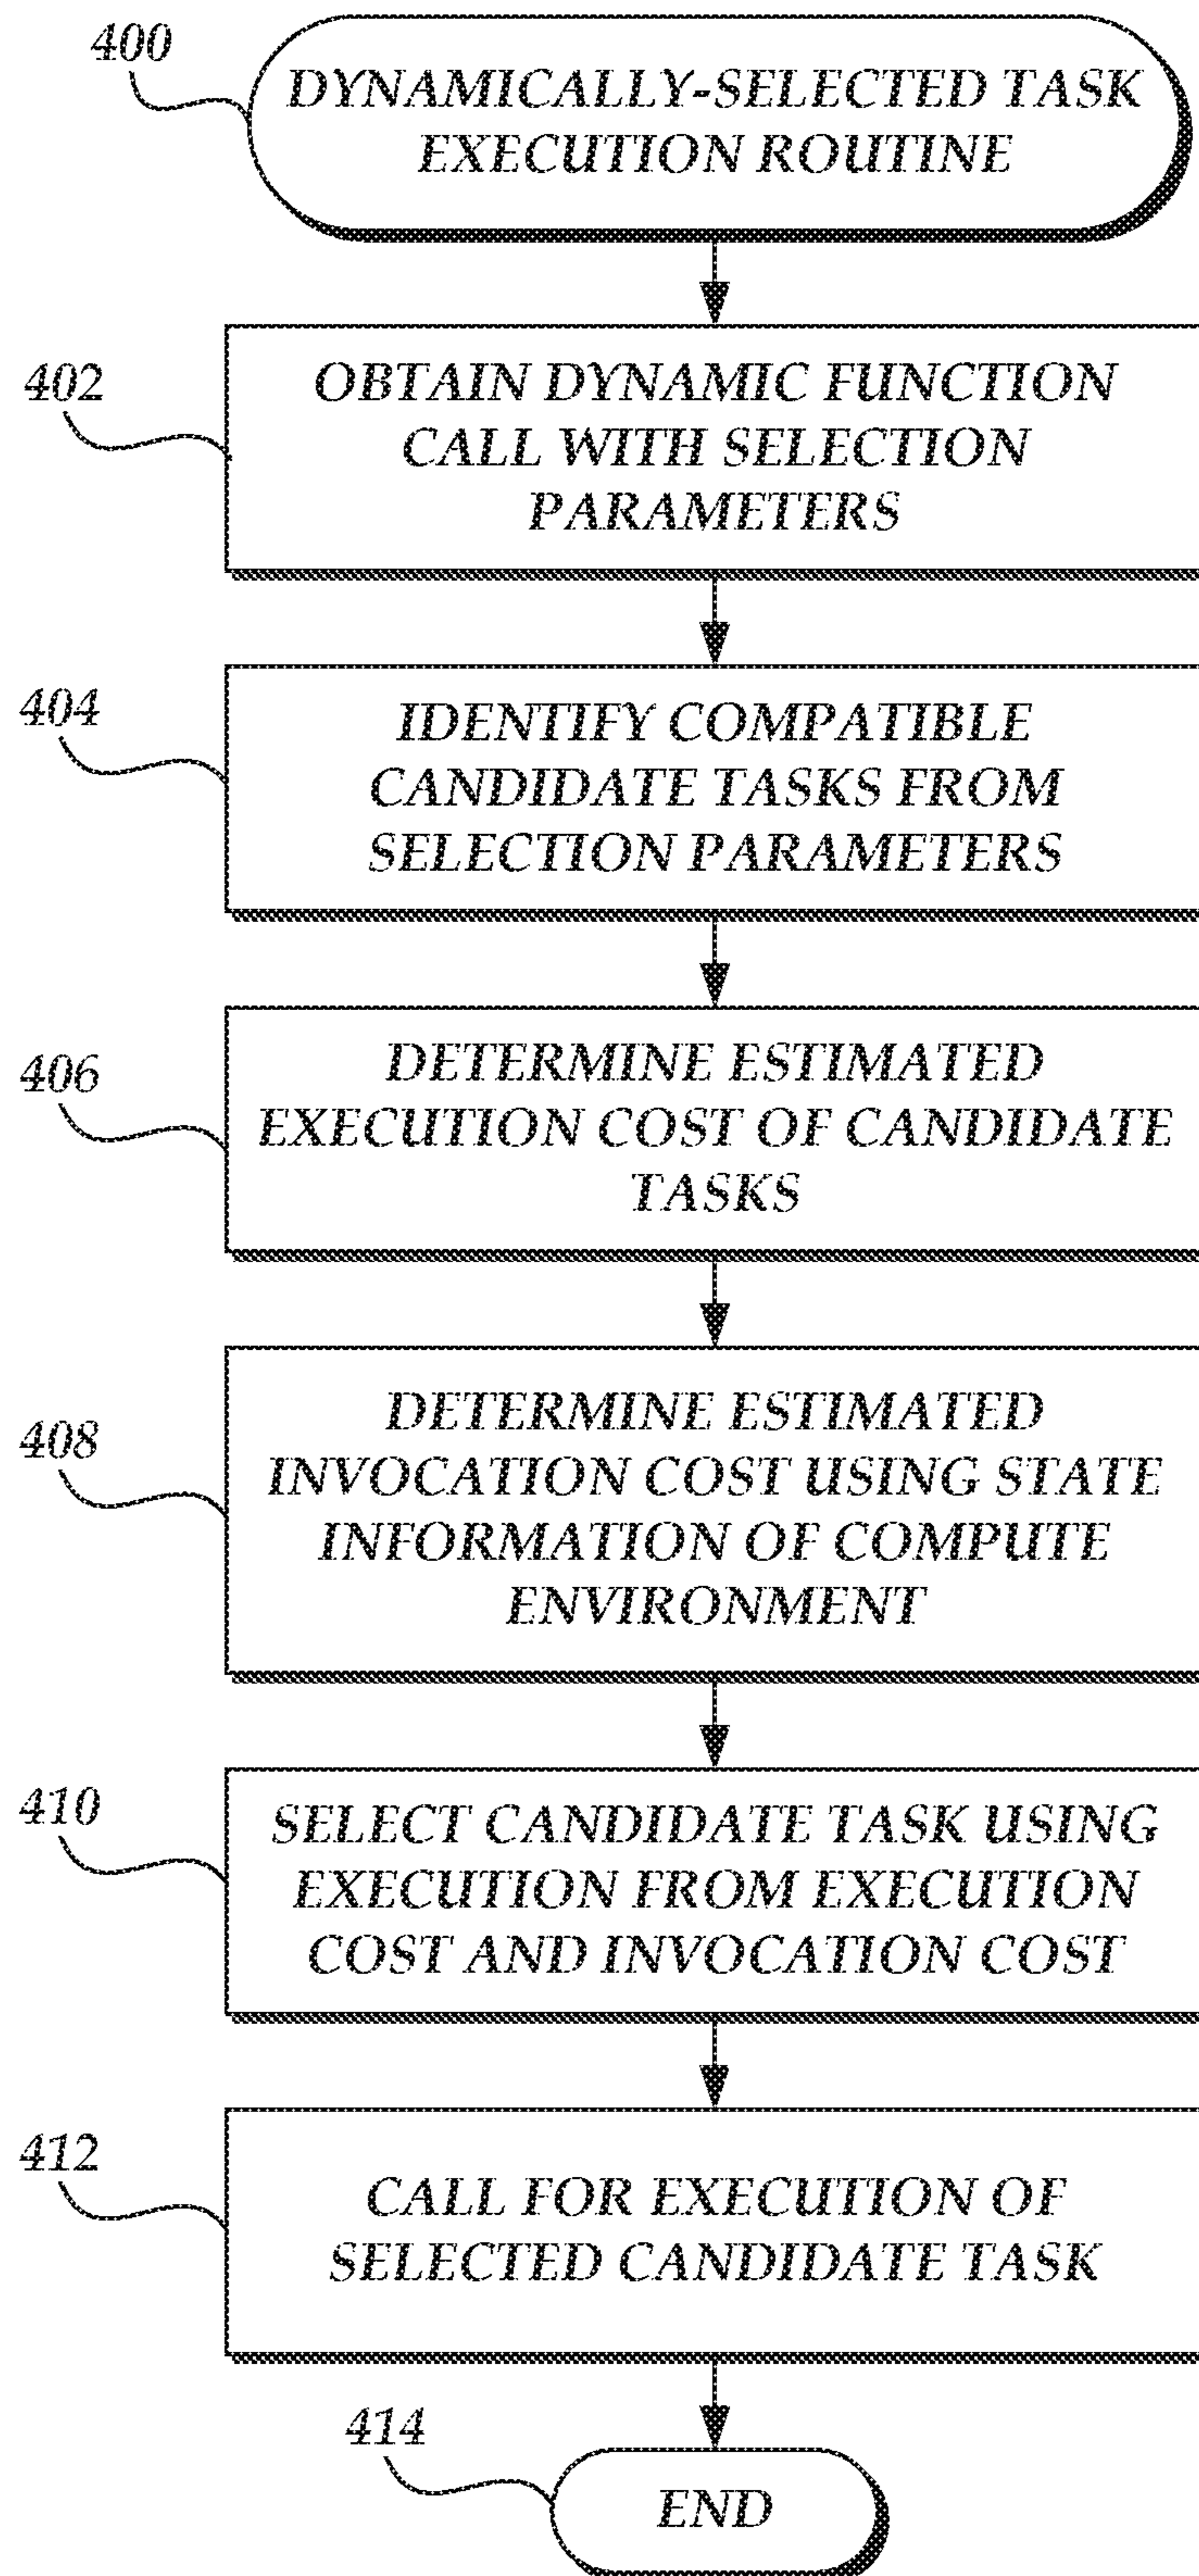 400
DYNAMICALLY-SELECTED TASK
EXECUTION ROUTINE
402
OBTAIN DYNAMIC FUNCTION
CALL WITH SELECTION
PARAMETERS
404
IDENTIFY COMPATIBLE
CANDIDATE TASKS FROM
SELECTION PARAMETERS
406
DETERMINE ESTIMATED
EXECUTION COST OF CANDIDATE
TASKS
408
DETERMINE ESTIMATED
INVOCATION COST USING STATE
INFORMATION OF COMPUTE
ENVIRONMENT
410
SELECT CANDIDATE TASK USING
EXECUTION FROM EXECUTION
COST AND INVOCATION COST
412
CALL FOR EXECUTION OF
SELECTED CANDIDATE TASK
414
END